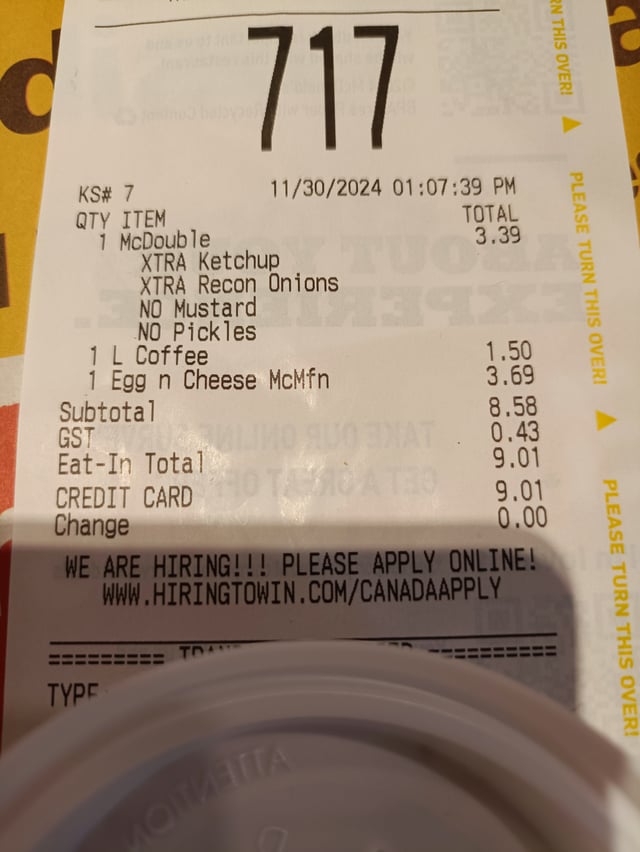 717
KS# 7 11/30/2024 01:07:39 PM
QTY ITEM TOTAL
1 McDouble 3.39
XTRA Ketchup
XTRA Recon Onions
NO Mustard
NO Pickles
1 L Coffee 1.50
1 Egg n Cheese McMfn 3.69
Subtotal 8.58
GST 0.43
Eat-In Total 9.01
CREDIT CARD 9.01
Change 0.00
WE ARE HIRING!!! PLEASE APPLY ONLINE!
WWW.HIRINGTOWIN.COM/CANADAAPPLY
TYPE
RN THIS OVER!
PLEASE TURN THIS OVER!
PLEASE TURN THIS OVER!
ATTENTION